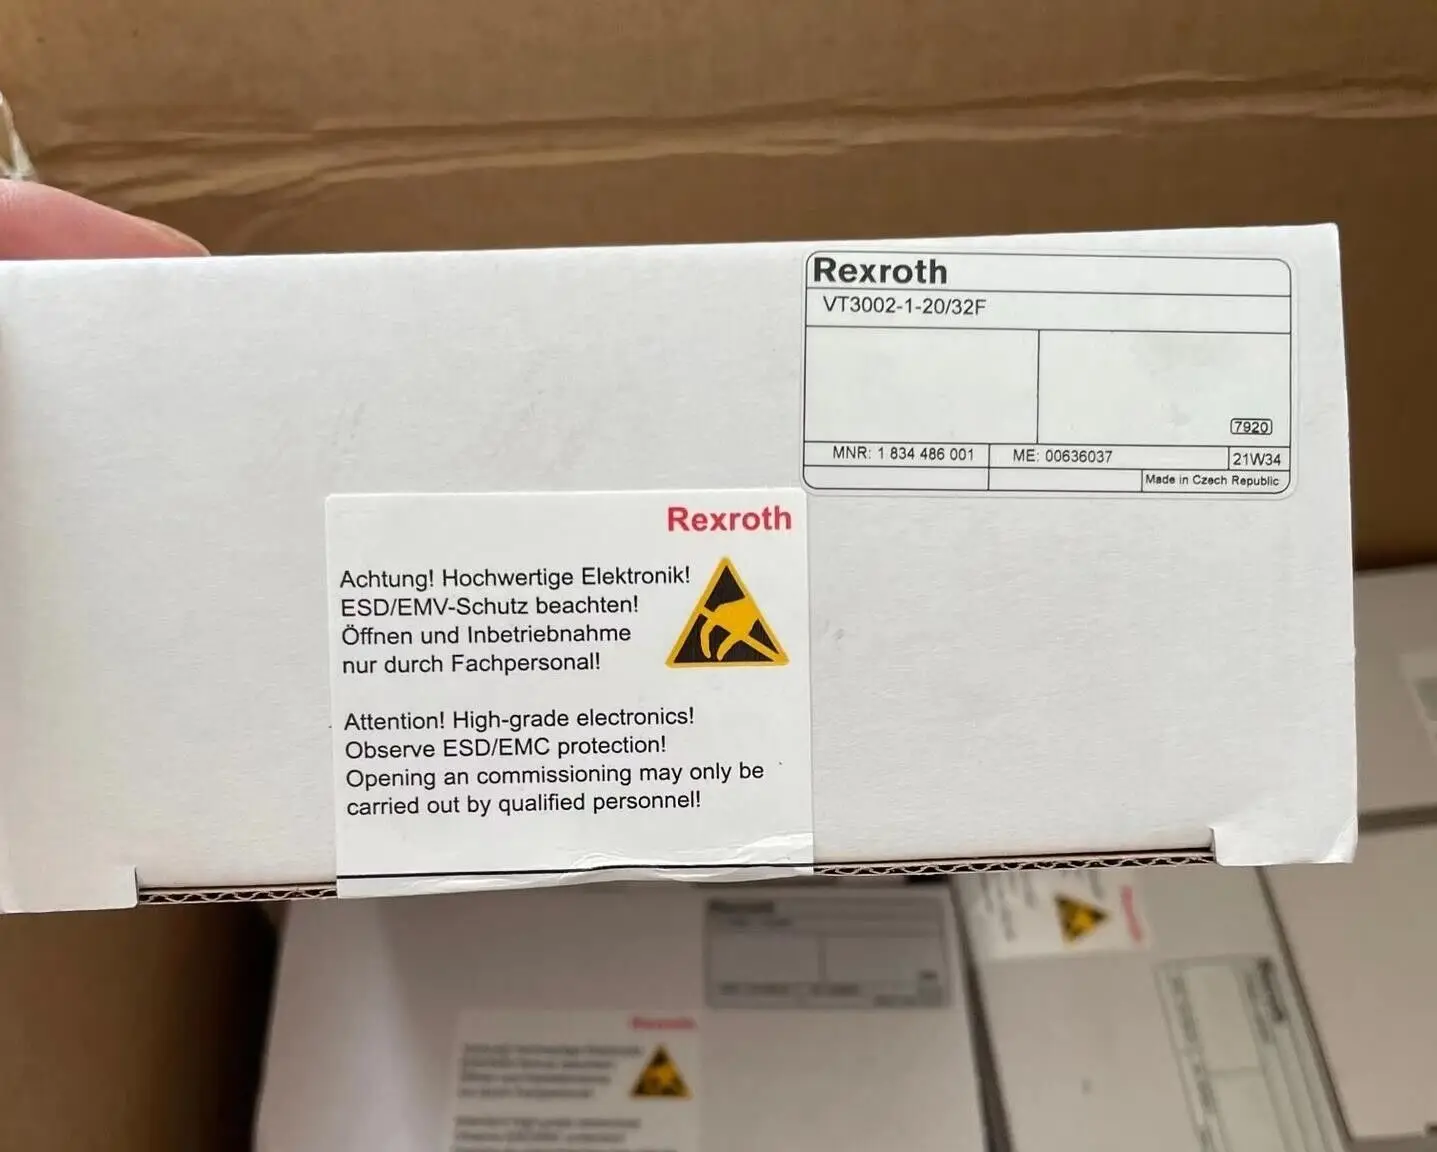 Rexroth
VT3002-1-20/32F
7920
MNR: 1 834 486 001
ME: 00636037
21W34
Made in Czech Republic
Rexroth
Achtung! Hochwertige Elektronik!
ESD/EMV-Schutz beachten!
Öffnen und Inbetriebnahme
nur durch Fachpersonal!
Attention! High-grade electronics!
Observe ESD/EMC protection!
Opening an commissioning may only be
carried out by qualified personnel!